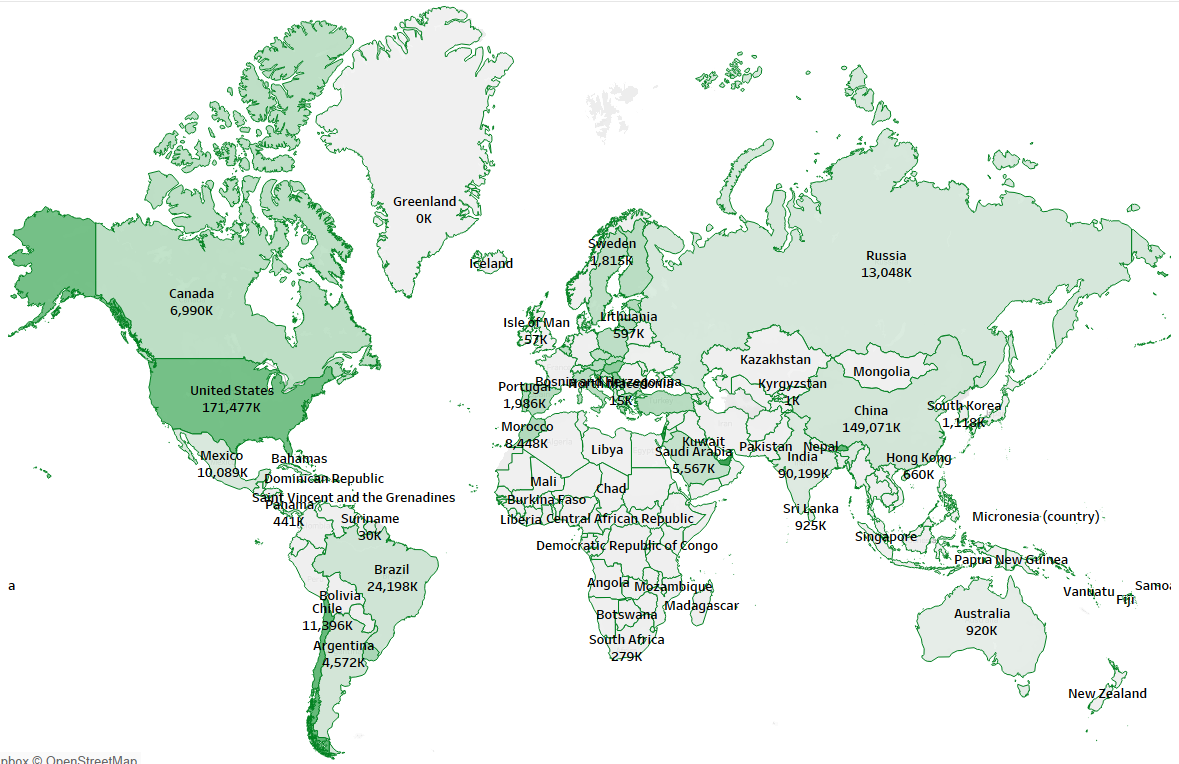 Greenland
0K
Iceland
Sweden
1,815K
Russia
13,048K
Canada
6,990K
Isle of Man
57K
Lithuania
597K
Kazakhstan
Mongolia
United States
171,477K
Portugal
1,986K
Bosnia and Herzegovina
North Macedonia
15K
Kyrgyzstan
1K
China
149,071K
South Korea
1,118K
Morocco
8,448K
Libya
Kuwait
Saudi Arabia
5,567K
Pakistan
Nepal
India
90,199K
Hong Kong
660K
Mexico
10,089K
Bahamas
Dominican Republic
Saint Vincent and the Grenadines
Panama
441K
Suriname
30K
Mali
Chad
Burkina Faso
Liberia
Central African Republic
Sri Lanka
925K
Micronesia (country)
Singapore
Democratic Republic of Congo
Papua New Guinea
Brazil
24,198K
Angola
Mozambique
Madagascar
a
Vanuatu
Fiji
Samoa
Bolivia
Chile
11,396K
Botswana
Australia
920K
Argentina
4,572K
South Africa
279K
New Zealand
pbox © OpenStreetMap